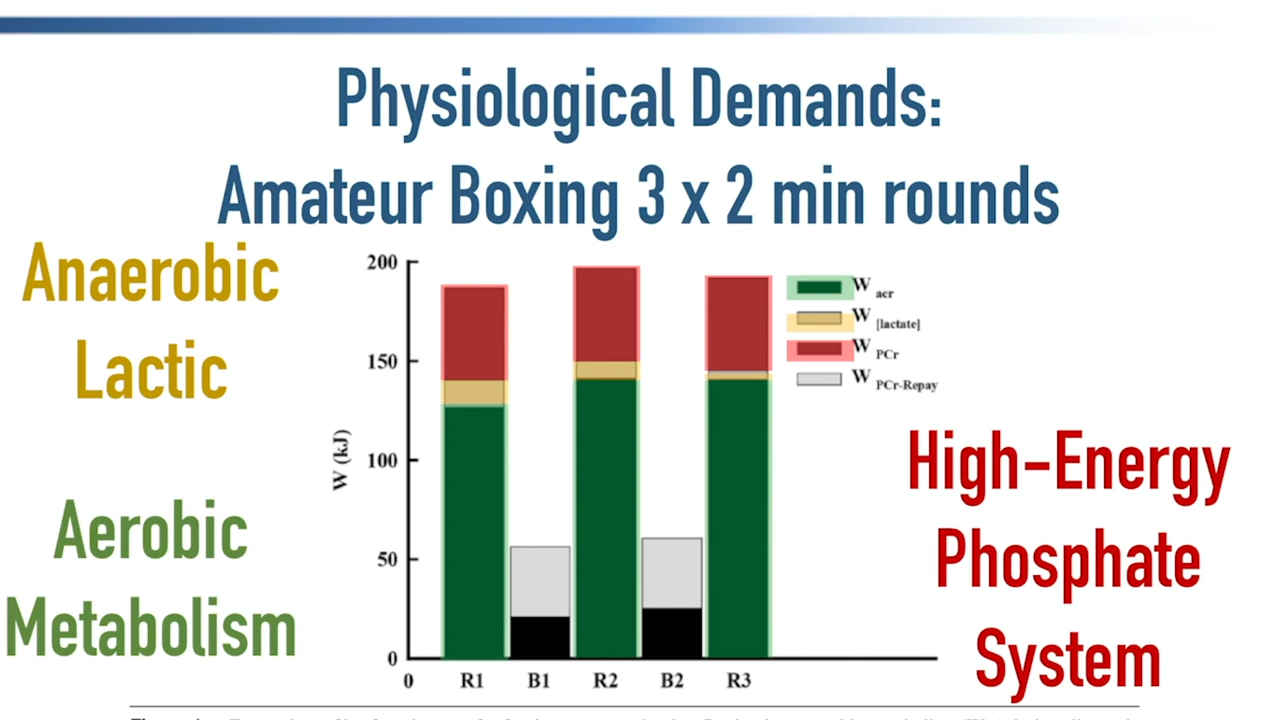 Physiological Demands:
Amateur Boxing 3 x 2 min rounds
Anaerobic
Lactic
Aerobic
Metabolism
200
150
100
50
0
W (kJ)
0 R1 B1 R2 B2 R3
W aer
W [lactate]
W PCr
W PCr-Repay
High-Energy
Phosphate
System